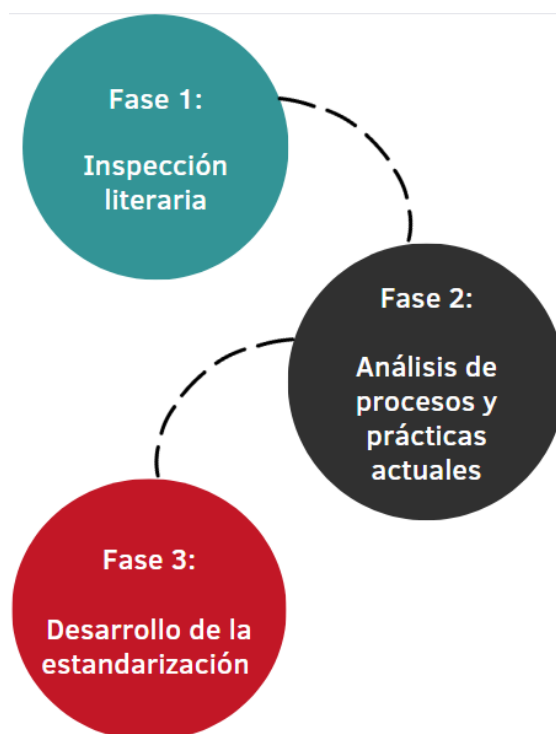 Fase 1:
Inspección
literaria
Fase 2:
Análisis de
procesos y
prácticas
actuales
Fase 3:
Desarrollo de la
estandarización